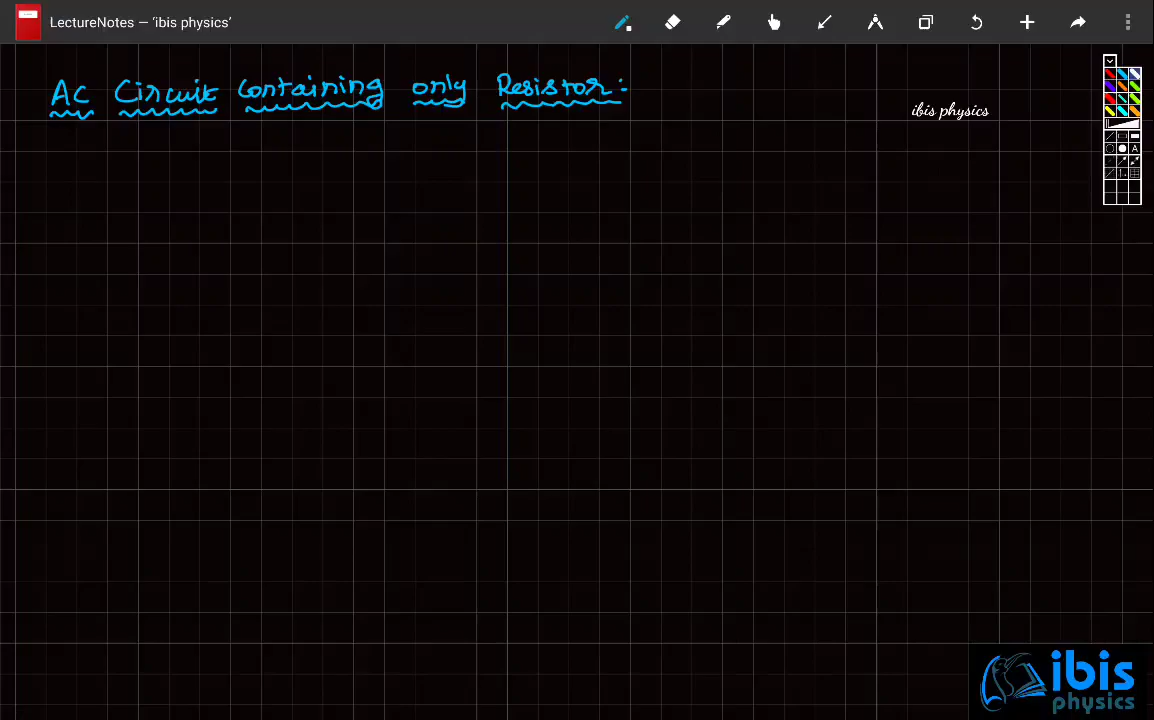 LectureNotes — ‘ibis physics’
AC Circuit Containing only Resistor:
ibis physics
A
ibis
physics